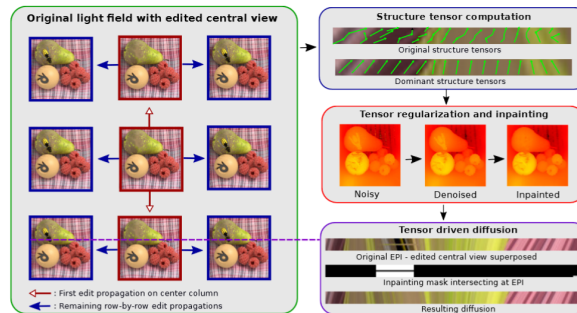 Original light field with edited central view
: First edit propagation on center column
: Remaining row-by-row edit propagations
Structure tensor computation
Original structure tensors
Dominant structure tensors
Tensor regularization and inpainting
Noisy
Denoised
Inpainted
Tensor driven diffusion
Original EPI - edited central view superposed
Inpainting mask intersecting at EPI
Resulting diffusion